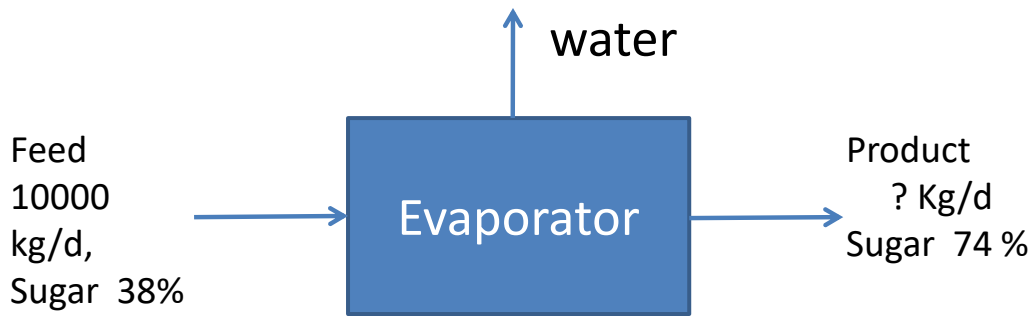 water
Feed
10000
kg/d,
Sugar 38%
Evaporator
Product
? Kg/d
Sugar 74 %